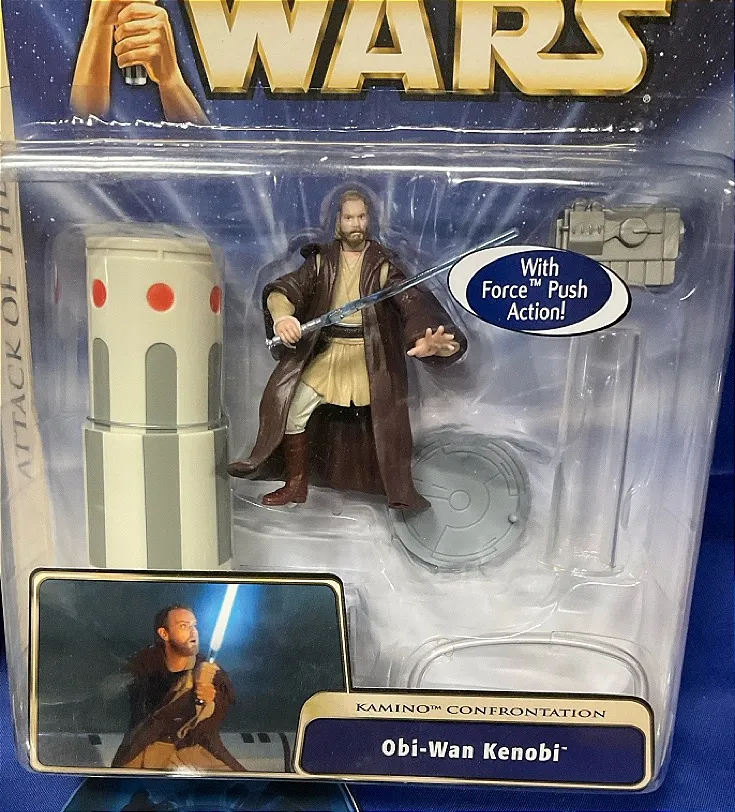 WARS
®
ATTACK OF THE
With
Force™ Push
Action!
KAMINO™ CONFRONTATION
Obi-Wan Kenobi™